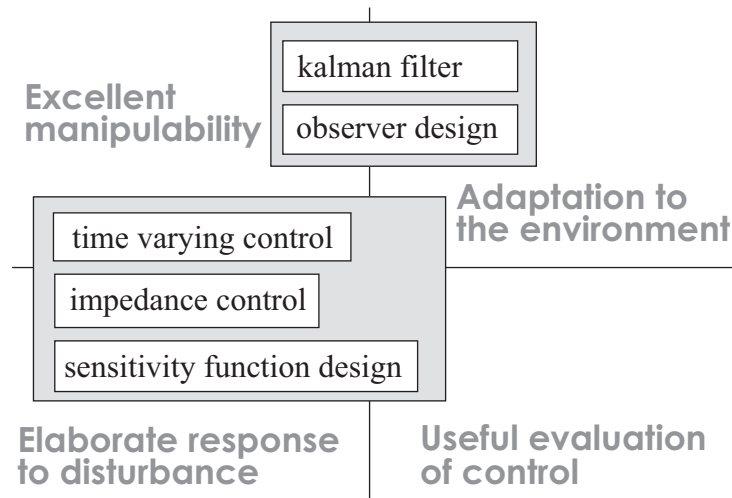 kalman filter
observer design
Excellent
manipulability
Adaptation to
the environment
time varying control
impedance control
sensitivity function design
Elaborate response
to disturbance
Useful evaluation
of control